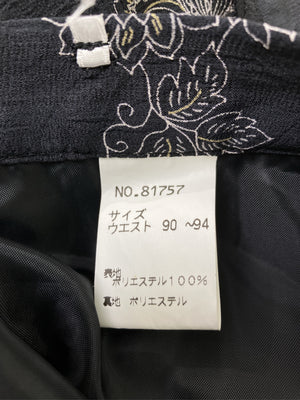 NO.81757
サイズ
ウエスト 90 ~94
表地
ポリエステル100%
裏地 ポリエステル